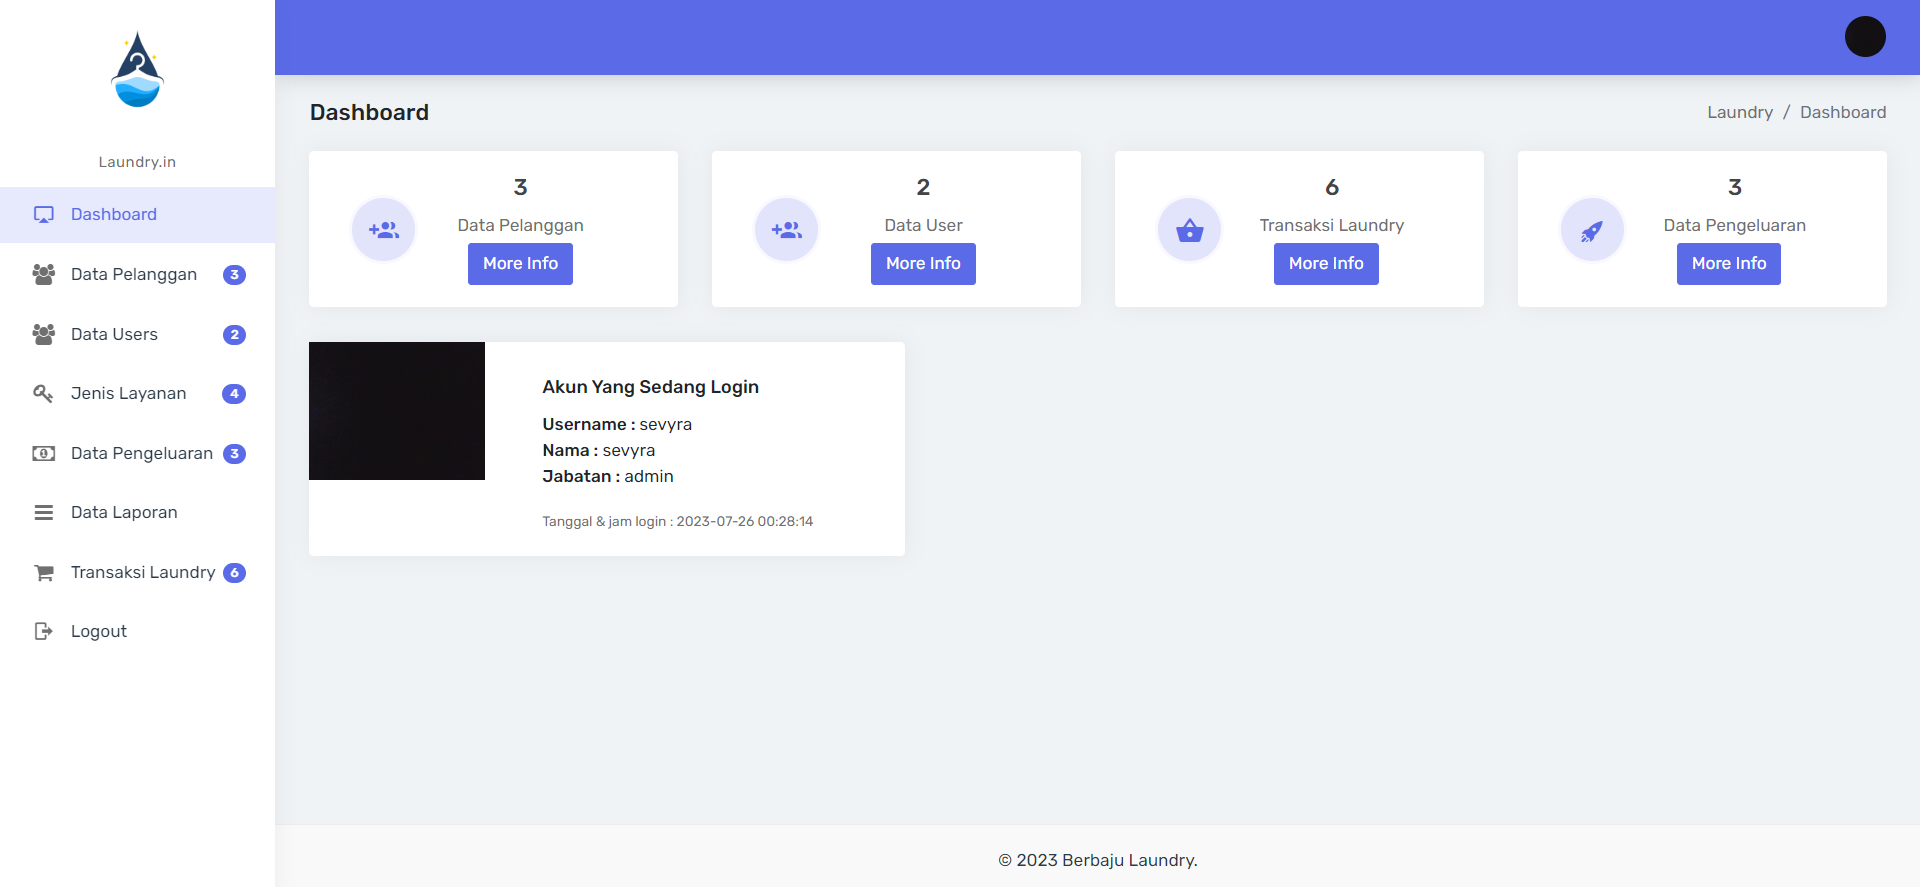 Laundry.in
Dashboard
Data Pelanggan 3
Data Users 2
Jenis Layanan 4
Data Pengeluaran 3
Data Laporan
Transaksi Laundry 6
Logout
Dashboard
Laundry / Dashboard
3
Data Pelanggan
More Info
2
Data User
More Info
6
Transaksi Laundry
More Info
3
Data Pengeluaran
More Info
Akun Yang Sedang Login
Username : sevyra
Nama : sevyra
Jabatan : admin
Tanggal & jam login : 2023-07-26 00:28:14
© 2023 Berbaju Laundry.